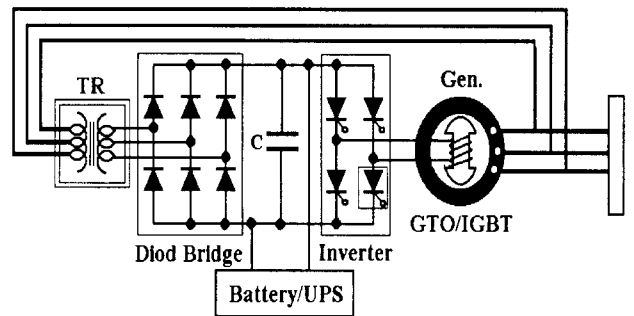 TR
Gen.
C
GTO/IGBT
Diod Bridge
Inverter
Battery/UPS